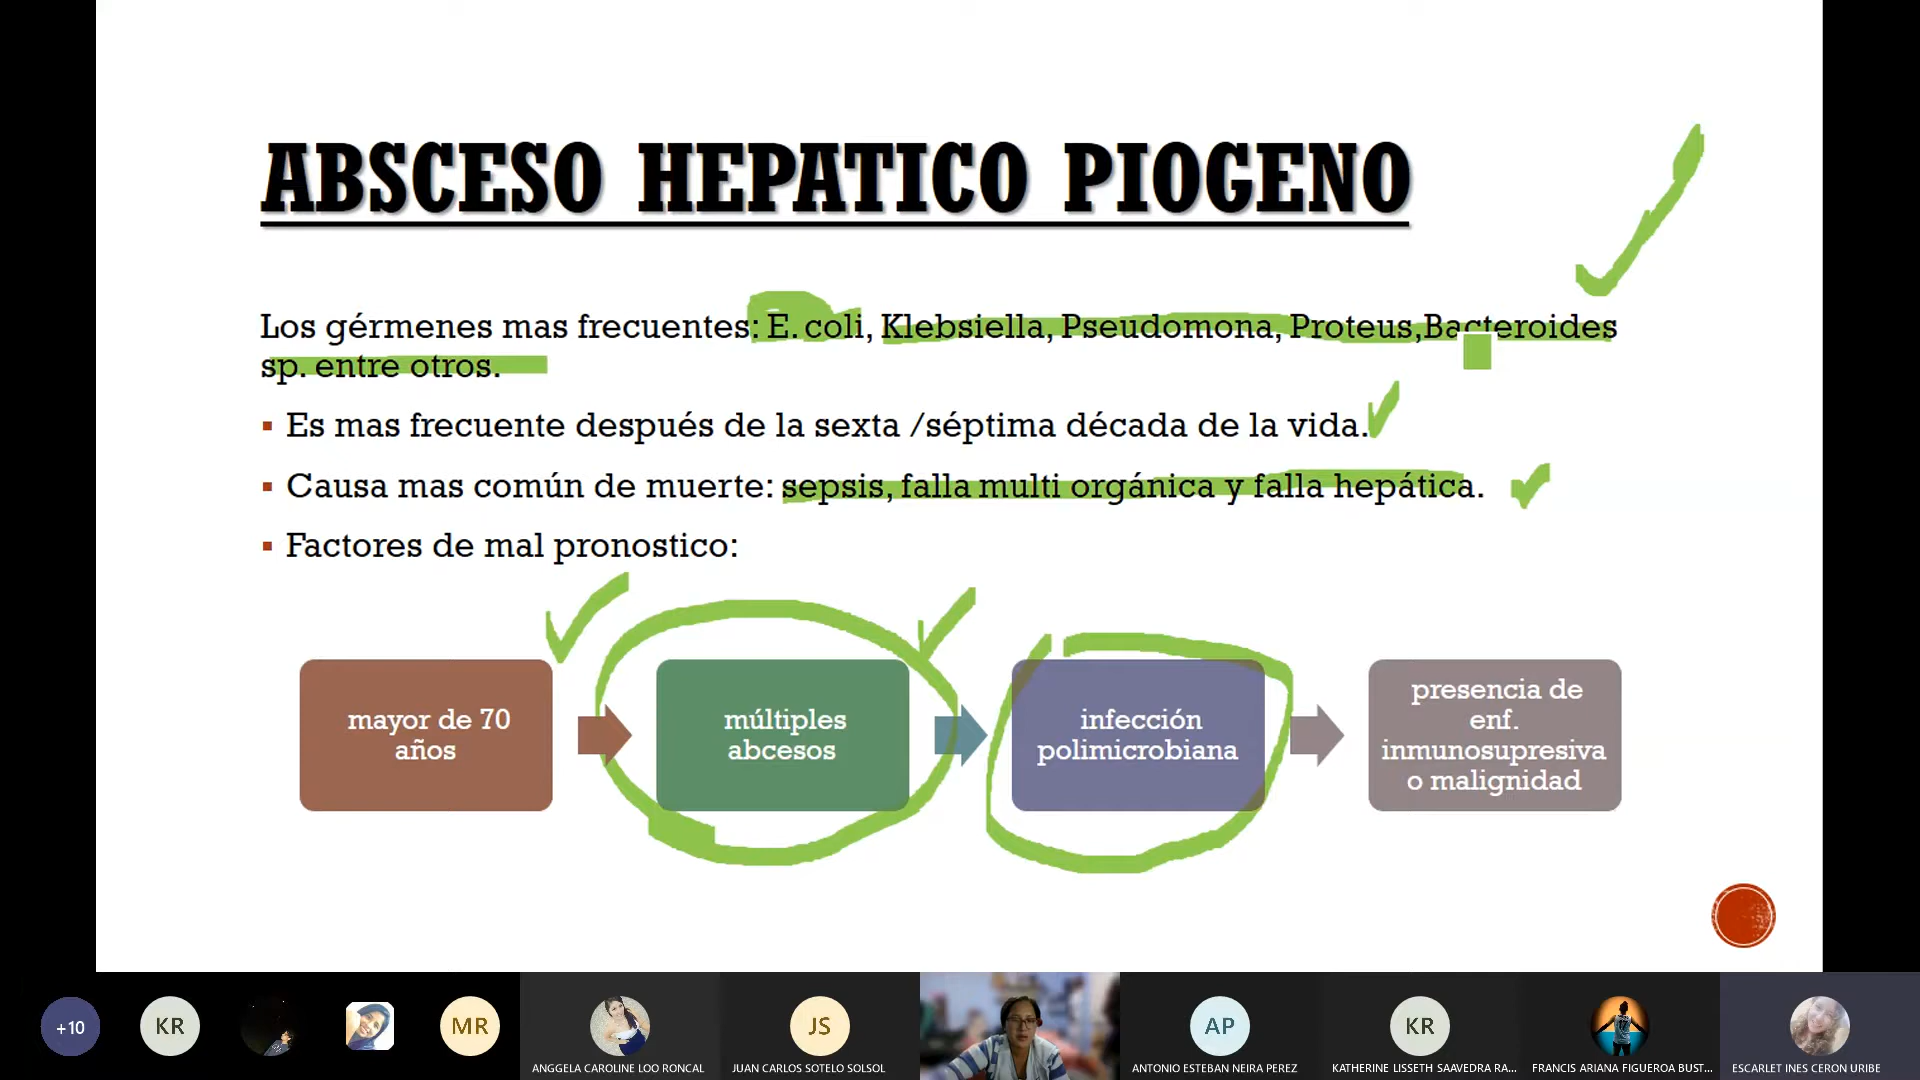 ABSCESO HEPATICO PIOGENO
Los gérmenes mas frecuentes: E. coli, Klebsiella, Pseudomona, Proteus,Bacteroides
sp. entre otros.
Es mas frecuente después de la sexta /séptima década de la vida.
Causa mas común de muerte: sepsis, falla multi orgánica y falla hepática.
Factores de mal pronostico:
mayor de 70
años
múltiples
abcesos
infección
polimicrobiana
presencia de
enf.
inmunosupresiva
o malignidad
+10
KR
MR
JS
AP
KR
ANGGELA CAROLINE LOO RONCAL
JUAN CARLOS SOTELO SOLSOL
ANTONIO ESTEBAN NEIRA PEREZ
KATHERINE LISSETH SAAVEDRA RA...
FRANCIS ARIANA FIGUEROA BUST...
ESCARLET INES CERON URIBE